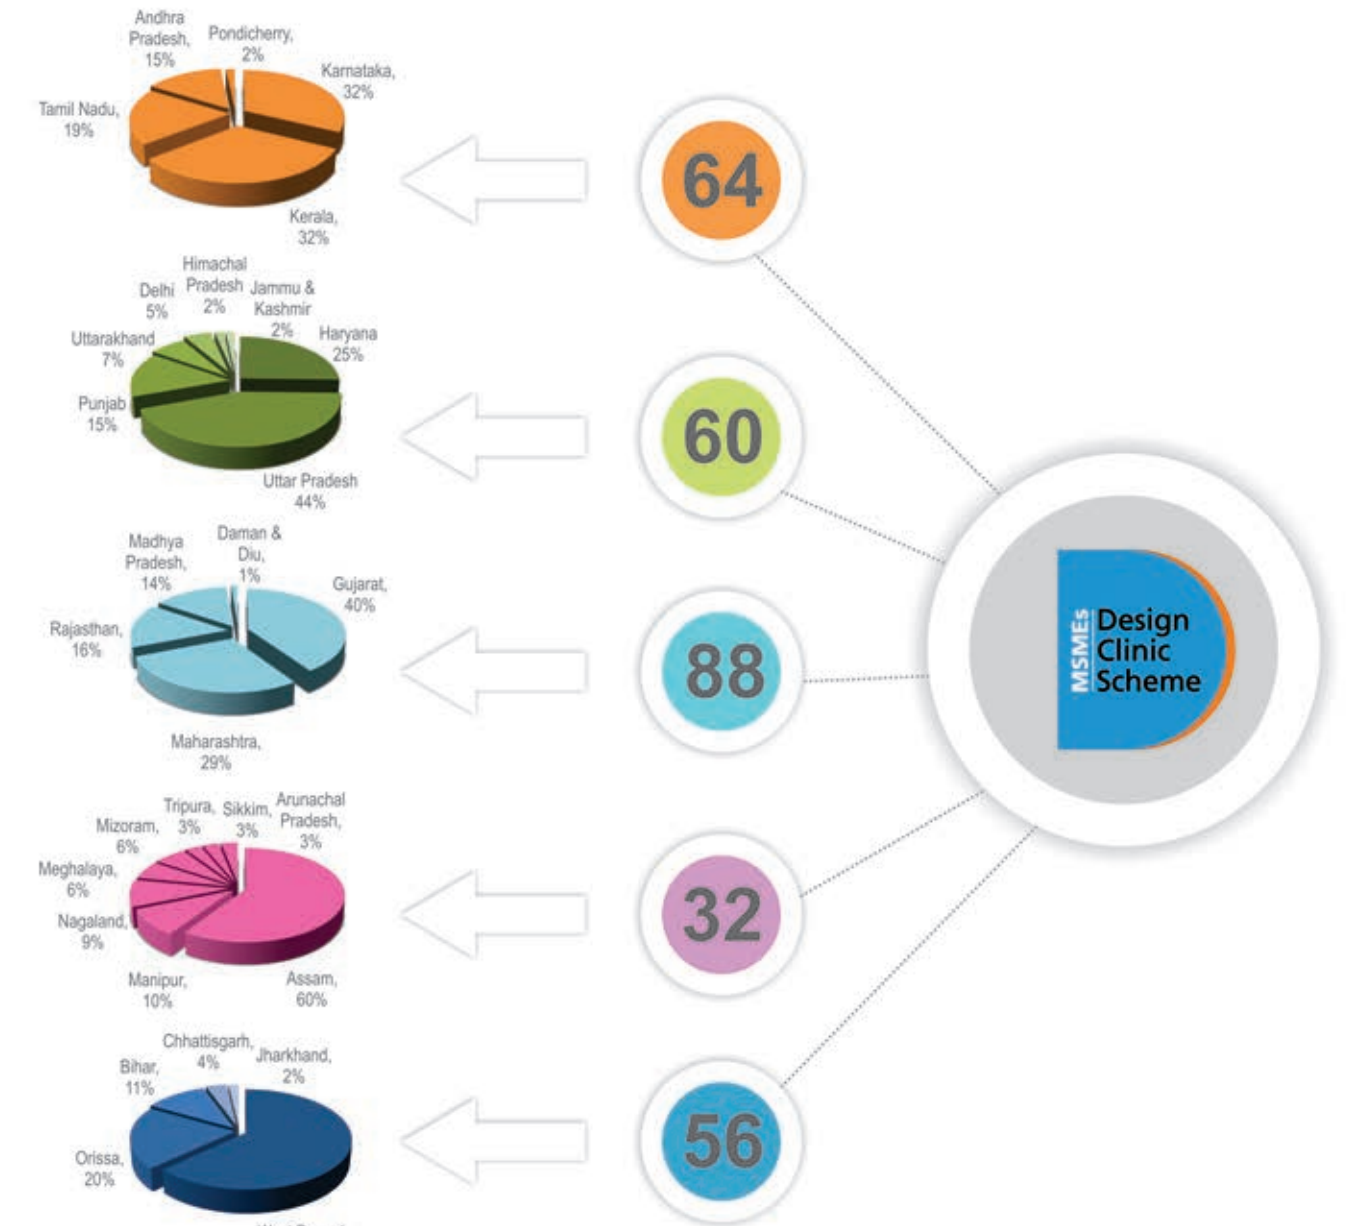 Andhra
Pradesh,
15%
Pondicherry,
2%
Karnataka,
32%
Tamil Nadu,
19%
Kerala,
32%
64
Himachal
Pradesh
2%
Delhi
5%
Jammu &
Kashmir
2%
Haryana
25%
Uttarakhand
7%
Punjab
15%
Uttar Pradesh
44%
60
Madhya
Pradesh,
14%
Daman &
Diu,
1%
Gujarat,
40%
Rajasthan,
16%
Maharashtra,
29%
88
MSMEs
Design
Clinic
Scheme
Tripura,
3%
Sikkim,
3%
Arunachal
Pradesh,
3%
Mizoram,
6%
Meghalaya,
6%
Nagaland,
9%
Manipur,
10%
Assam,
60%
32
Chhattisgarh,
4%
Jharkhand,
2%
Bihar,
11%
Orissa,
20%
56